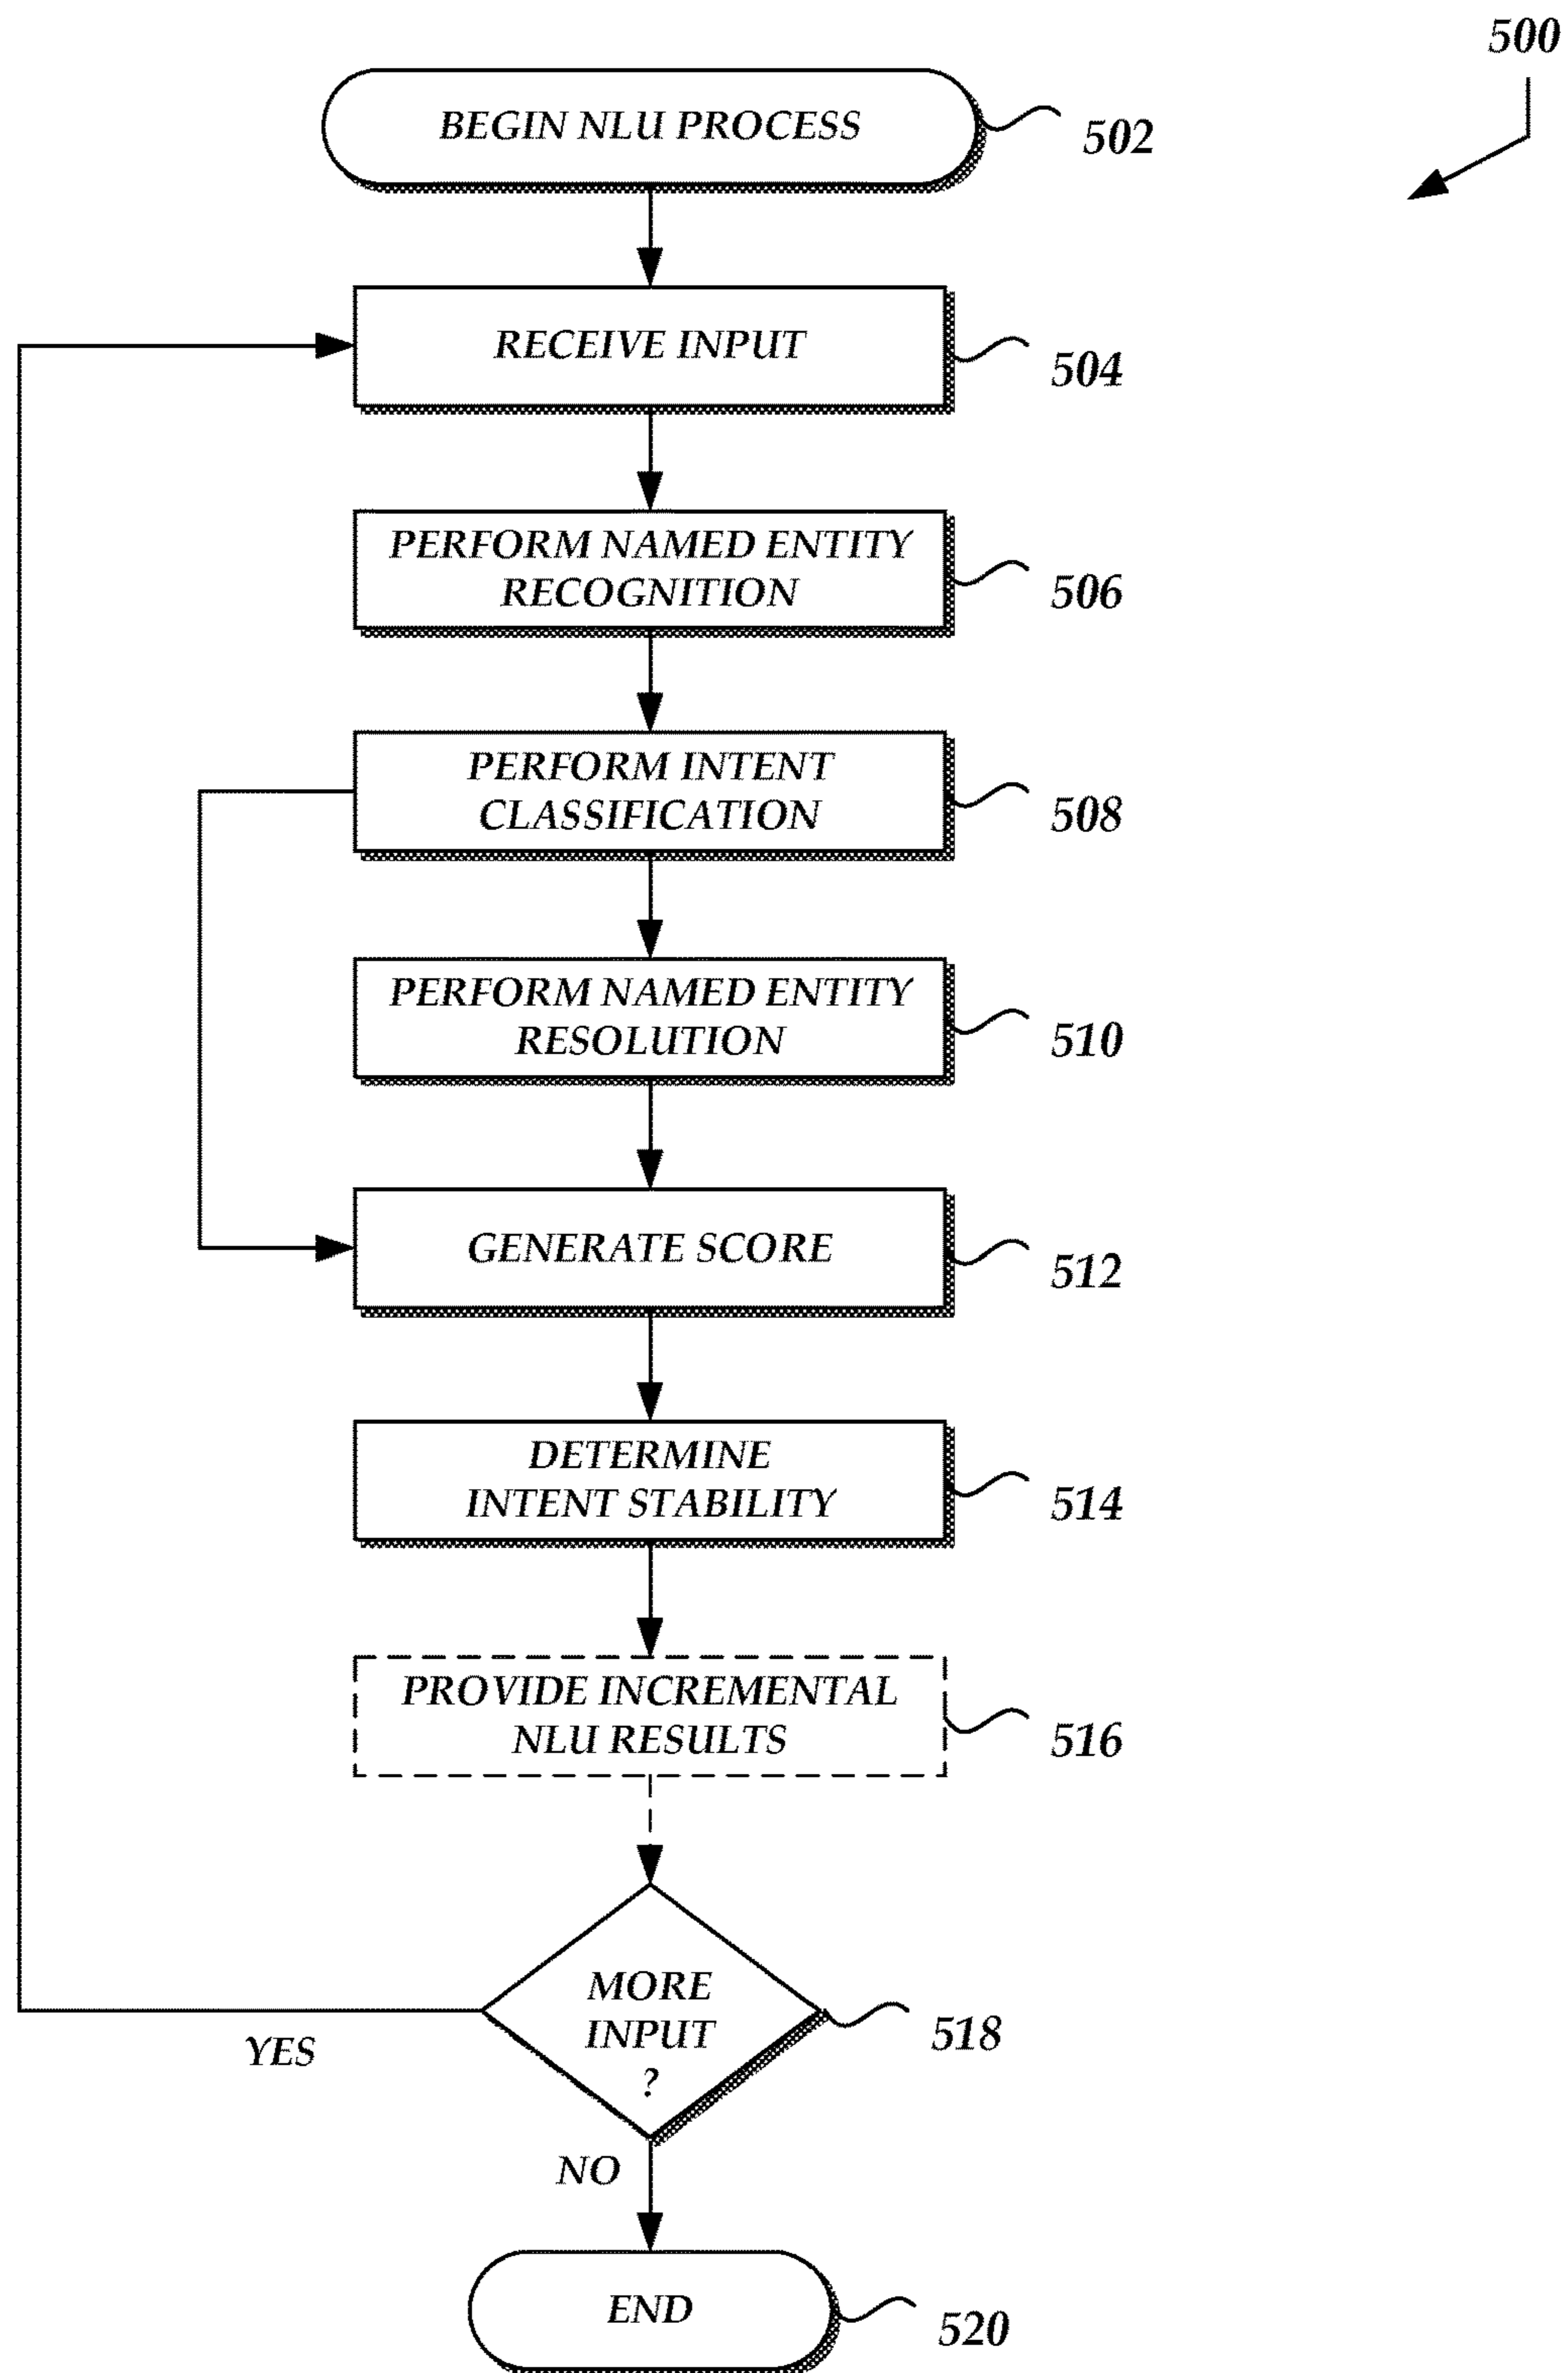 500
BEGIN NLU PROCESS
502
RECEIVE INPUT
504
PERFORM NAMED ENTITY
RECOGNITION
506
PERFORM INTENT
CLASSIFICATION
508
PERFORM NAMED ENTITY
RESOLUTION
510
GENERATE SCORE
512
DETERMINE
INTENT STABILITY
514
PROVIDE INCREMENTAL
NLU RESULTS
516
MORE
INPUT
?
518
YES
NO
END
520